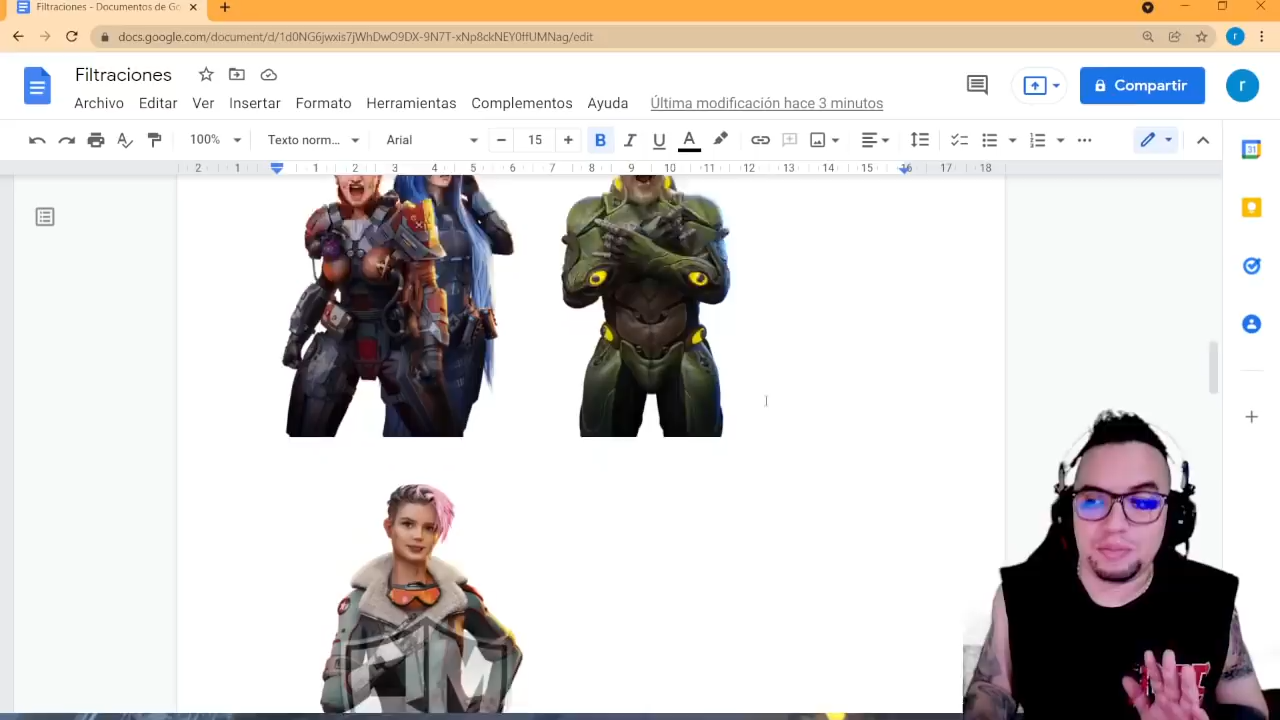 Filtraciones - Documentos de Go
docs.google.com/document/d/1d0NG6jwxis7jWhDwO9DX-9N7T-xNp8ckNEY0ffUMNag/edit
r
Filtraciones
Compartir
r
Archivo Editar Ver Insertar Formato Herramientas Complementos Ayuda Última modificación hace 3 minutos
100% Texto norm... Arial 15 B I U A
2 1 1 2 3 4 5 6 7 8 9 10 11 12 13 14 15 16 17 18
31
AM